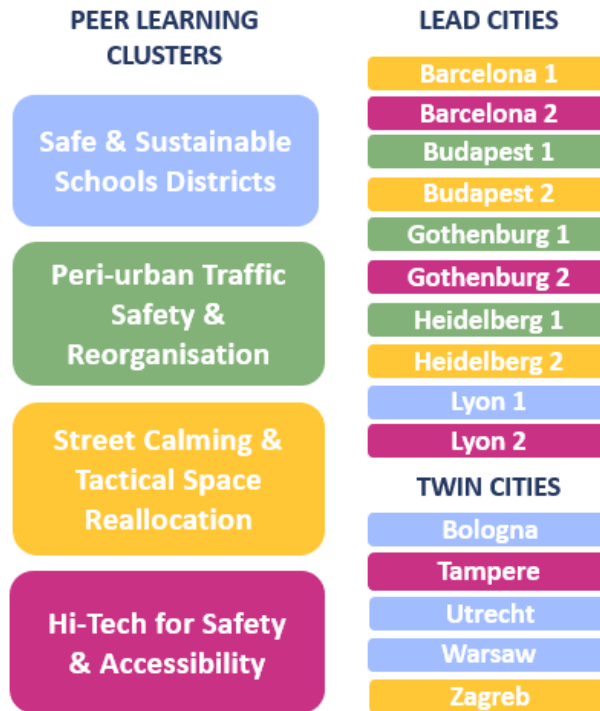 PEER LEARNING
CLUSTERS
Safe & Sustainable
Schools Districts
Peri-urban Traffic
Safety &
Reorganisation
Street Calming &
Tactical Space
Reallocation
Hi-Tech for Safety
& Accessibility
LEAD CITIES
Barcelona 1
Barcelona 2
Budapest 1
Budapest 2
Gothenburg 1
Gothenburg 2
Heidelberg 1
Heidelberg 2
Lyon 1
Lyon 2
TWIN CITIES
Bologna
Tampere
Utrecht
Warsaw
Zagreb